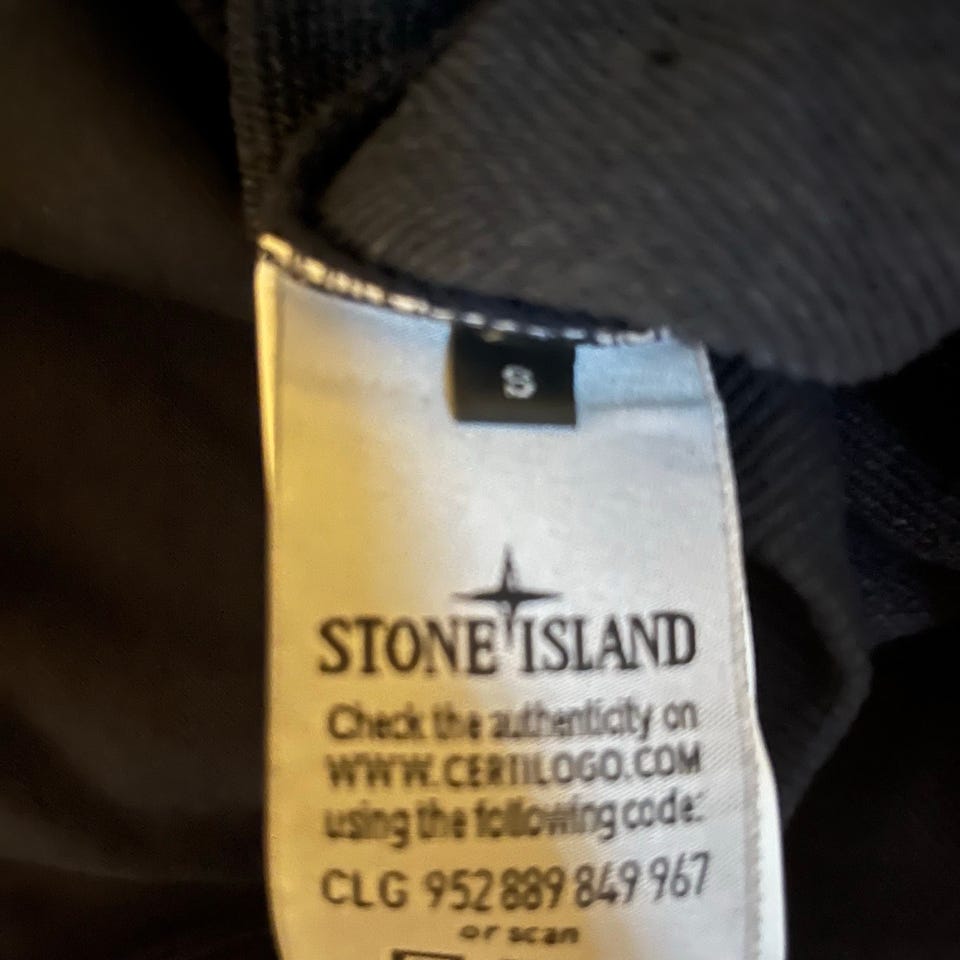 S
STONE ISLAND
Check the authenticity on
WWW.CERTILOGO.COM
using the following code:
CLG 952 889 849 967
or scan